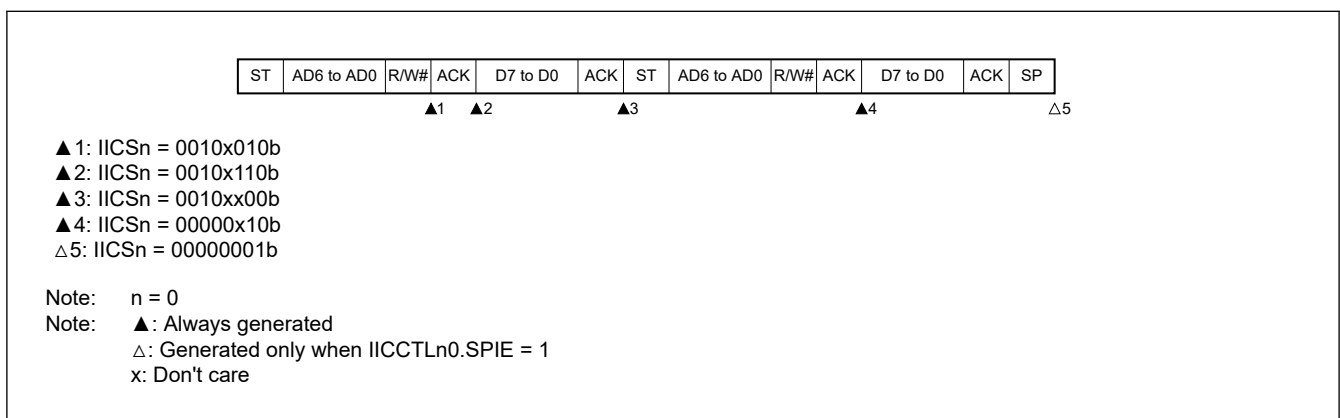 ST AD6 to AD0 R/W# ACK D7 to D0 ACK ST AD6 to AD0 R/W# ACK D7 to D0 ACK SP
▲1 ▲2 ▲3 ▲4 △5
▲1: IICSn = 0010x010b
▲2: IICSn = 0010x110b
▲3: IICSn = 0010xx00b
▲4: IICSn = 00000x10b
△5: IICSn = 00000001b
Note: n = 0
Note: ▲: Always generated
△: Generated only when IICCTLn0.SPIE = 1
x: Don't care